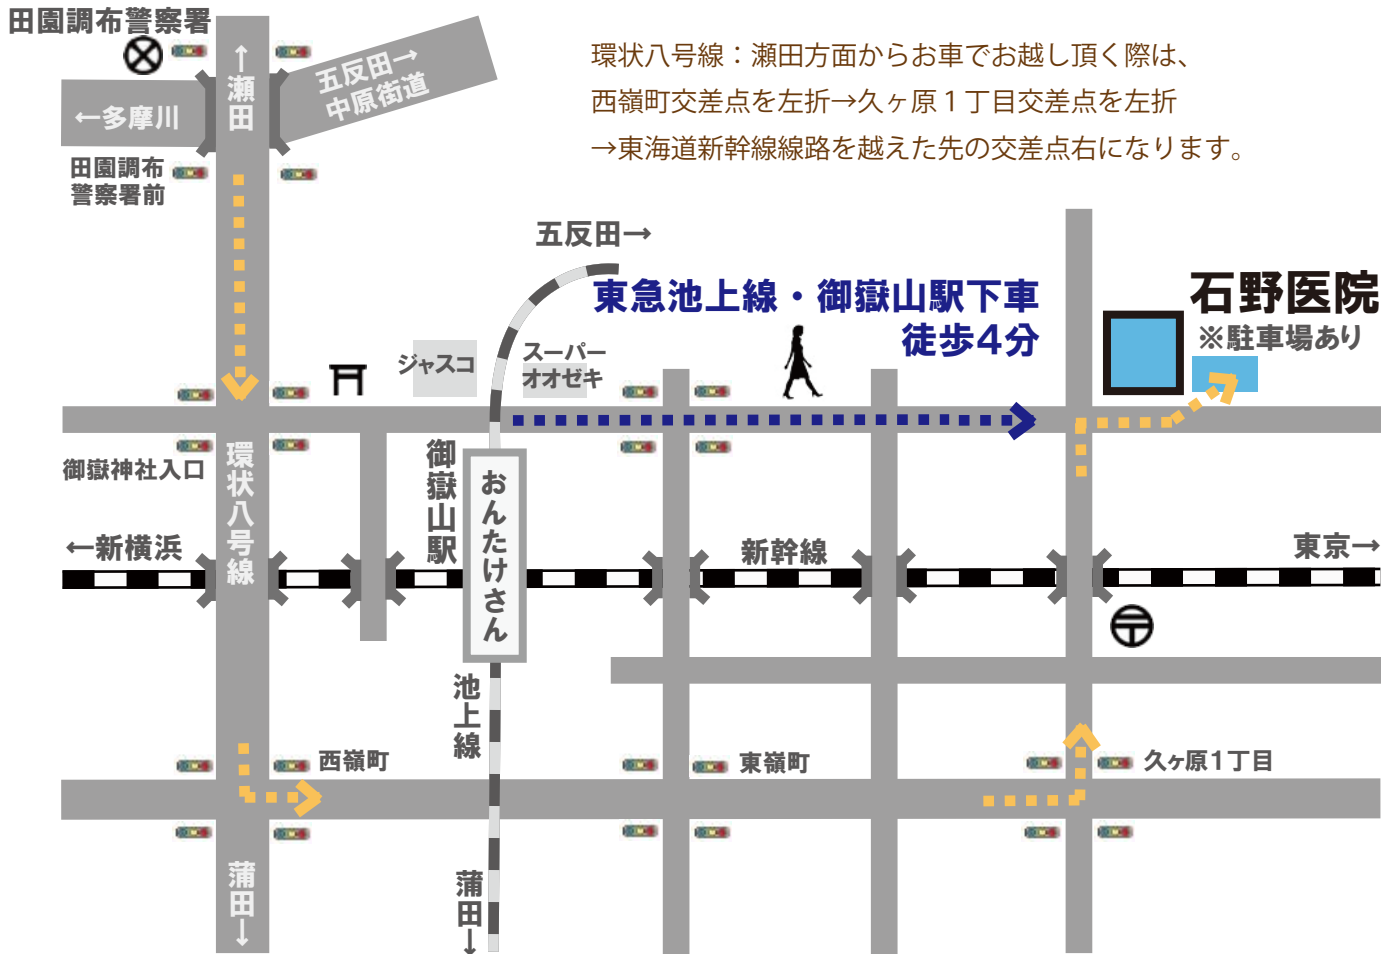 田園調布警察署
←瀬田
五反田→
中原街道
←多摩川
田園調布
警察署前
環状八号線：瀬田方面からお車でお越し頂く際は、
西嶺町交差点を左折→久ヶ原１丁目交差点を左折
→東海道新幹線線路を越えた先の交差点右になります。
五反田→
東急池上線・御嶽山駅下車
徒歩4分
石野医院
※駐車場あり
ジャスコ
スーパー
オオゼキ
御嶽神社入口
環状八号線
御嶽山駅
おんたけさん
←新横浜
新幹線
東京→
池上線
西嶺町
東嶺町
久ヶ原1丁目
蒲田→
蒲田→